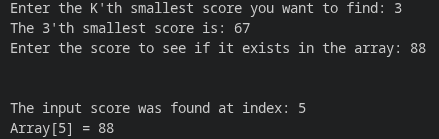 Enter the K'th smallest score you want to find: 3
The 3'th smallest score is: 67
Enter the score to see if it exists in the array: 88
The input score was found at index: 5
Array[5] = 88